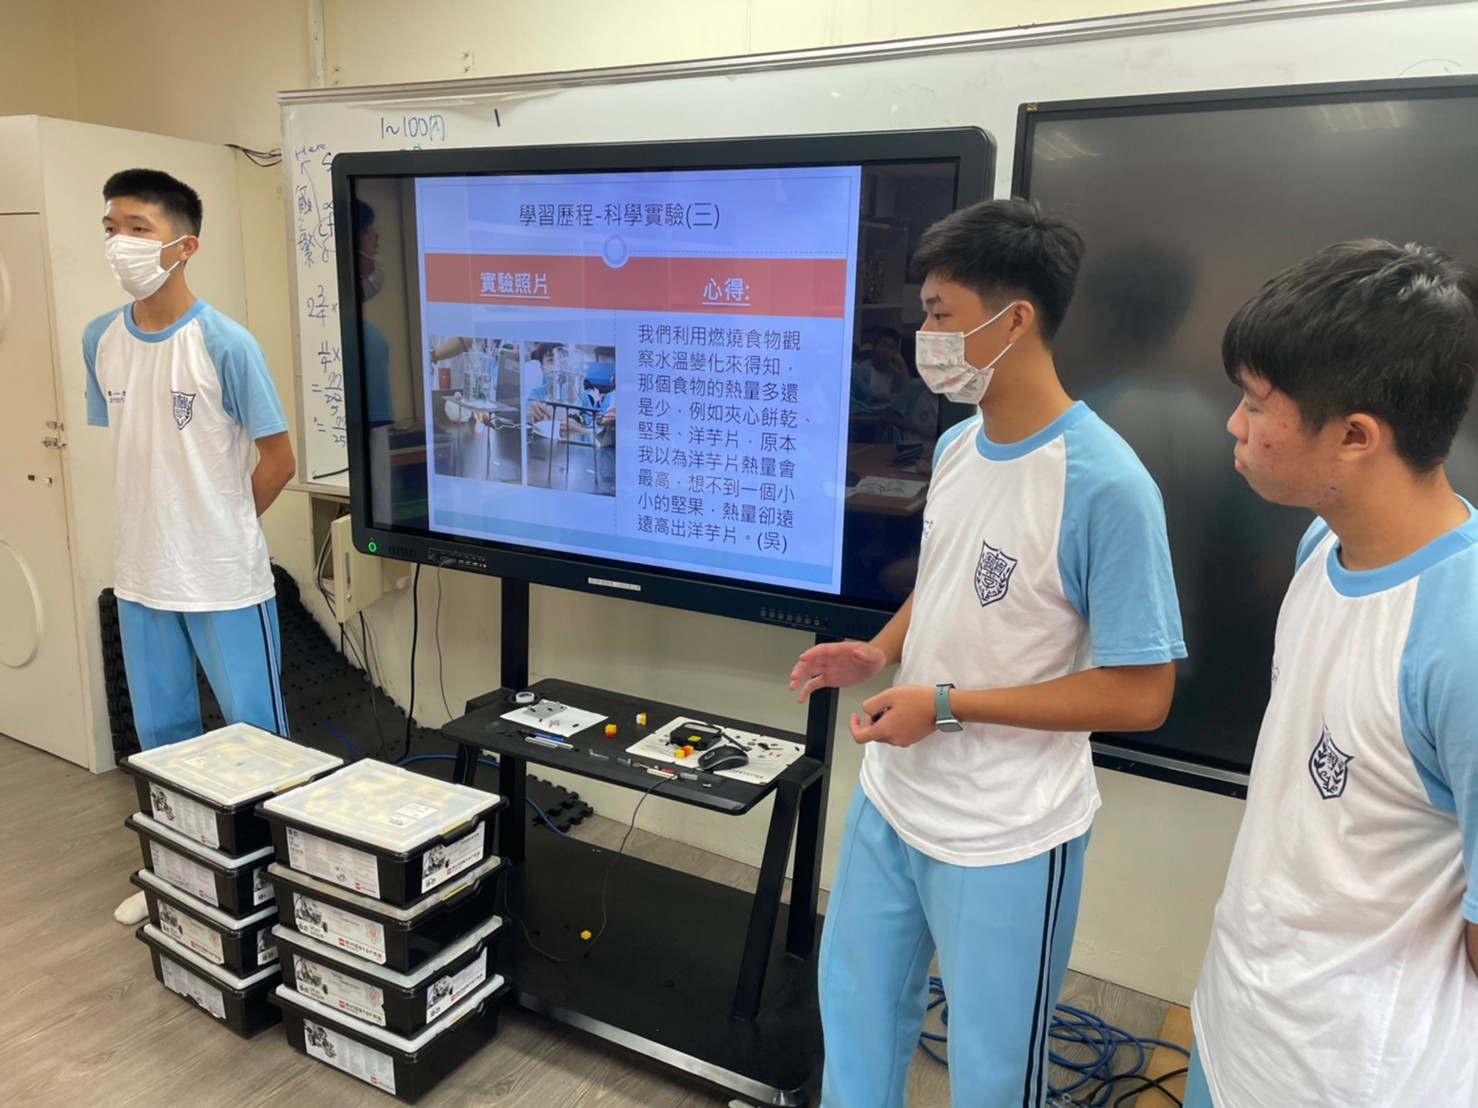 1~100内
Here
學習歷程-科學實驗(三)
實驗照片
心得:
我們利用燃燒食物觀
察水溫變化來得知，
那個食物的熱量多還
是少，例如夾心餅乾、
堅果、洋芋片，原本
我以為洋芋片熱量會
最高，想不到一個小
小的堅果，熱量卻遠
遠高出洋芋片。(吳)